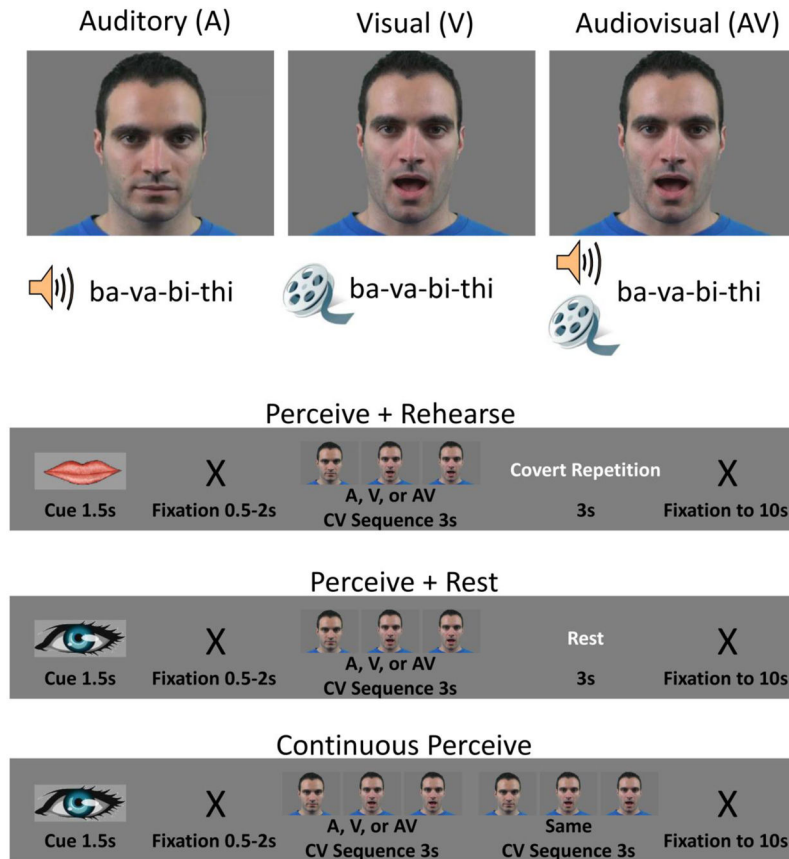 Auditory (A)
Visual (V)
Audiovisual (AV)
ba-va-bi-thi
ba-va-bi-thi
ba-va-bi-thi
Perceive + Rehearse
X
Covert Repetition
X
A, V, or AV
Cue 1.5s
Fixation 0.5-2s
CV Sequence 3s
3s
Fixation to 10s
Perceive + Rest
X
Rest
X
A, V, or AV
Cue 1.5s
Fixation 0.5-2s
CV Sequence 3s
3s
Fixation to 10s
Continuous Perceive
X
X
A, V, or AV
Same
Cue 1.5s
Fixation 0.5-2s
CV Sequence 3s
CV Sequence 3s
Fixation to 10s